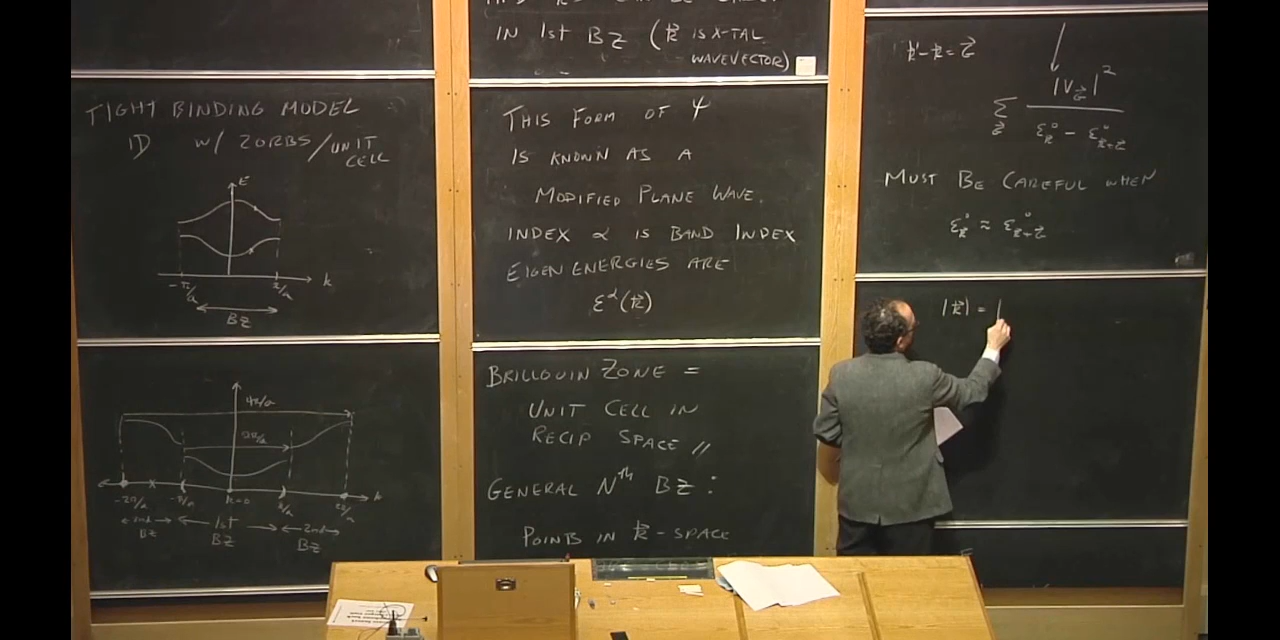 TIGHT BINDING MODEL
1D W/ 2 ORBS/UNIT CELL
E
-π/a
π/a
k
BZ
4π/a
2π/a
-2π/a
-π/a
k=0
π/a
2π/a
k
2nd BZ
1st BZ
2nd BZ
IN 1st BZ (k⃗ IS X-TAL WAVEVECTOR)
THIS FORM OF Ψ
IS KNOWN AS A
MODIFIED PLANE WAVE.
INDEX α IS BAND INDEX
EIGENENERGIES ARE
ε^α(k⃗)
BRILLOUIN ZONE =
UNIT CELL IN
RECIP SPACE //
GENERAL Nth BZ:
POINTS IN k⃗-SPACE
k⃗'-k⃗ = G⃗
Σ_G⃗ |V_G⃗|² / (ε°_k⃗ - ε°_k⃗+G⃗)
MUST BE CAREFUL WHEN
ε°_k⃗ ≈ ε°_k⃗+G⃗
|k⃗| = |